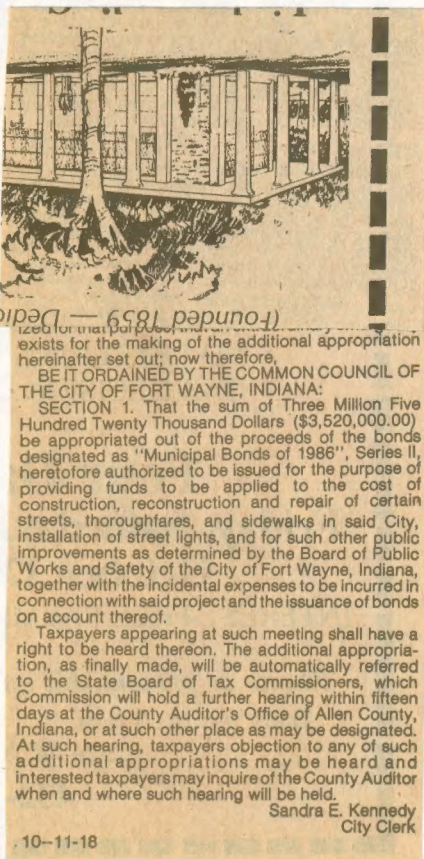 (Founded 1859 — Dedic
ized for that purpose, that an extraordinary
exists for the making of the additional appropriation
hereinafter set out; now therefore,
BE IT ORDAINED BY THE COMMON COUNCIL OF
THE CITY OF FORT WAYNE, INDIANA:
SECTION 1. That the sum of Three Million Five
Hundred Twenty Thousand Dollars ($3,520,000.00)
be appropriated out of the proceeds of the bonds
designated as "Municipal Bonds of 1986", Series II,
heretofore authorized to be issued for the purpose of
providing funds to be applied to the cost of
construction, reconstruction and repair of certain
streets, thoroughfares, and sidewalks in said City,
installation of street lights, and for such other public
improvements as determined by the Board of Public
Works and Safety of the City of Fort Wayne, Indiana,
together with the incidental expenses to be incurred in
connection with said project and the issuance of bonds
on account thereof.
Taxpayers appearing at such meeting shall have a
right to be heard thereon. The additional appropria-
tion, as finally made, will be automatically referred
to the State Board of Tax Commissioners, which
Commission will hold a further hearing within fifteen
days at the County Auditor's Office of Allen County,
Indiana, or at such other place as may be designated.
At such hearing, taxpayers objection to any of such
additional appropriations may be heard and
interested taxpayers may inquire of the County Auditor
when and where such hearing will be held.
Sandra E. Kennedy
City Clerk
10--11-18